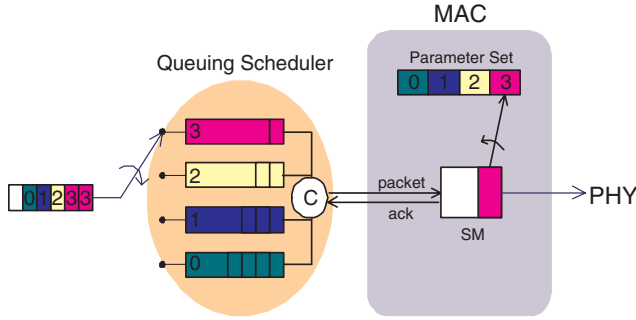 MAC
Queuing Scheduler
Parameter Set
0 1 2 3
3
2
1
0
0 1 2 3 3
C
packet
ack
SM
PHY